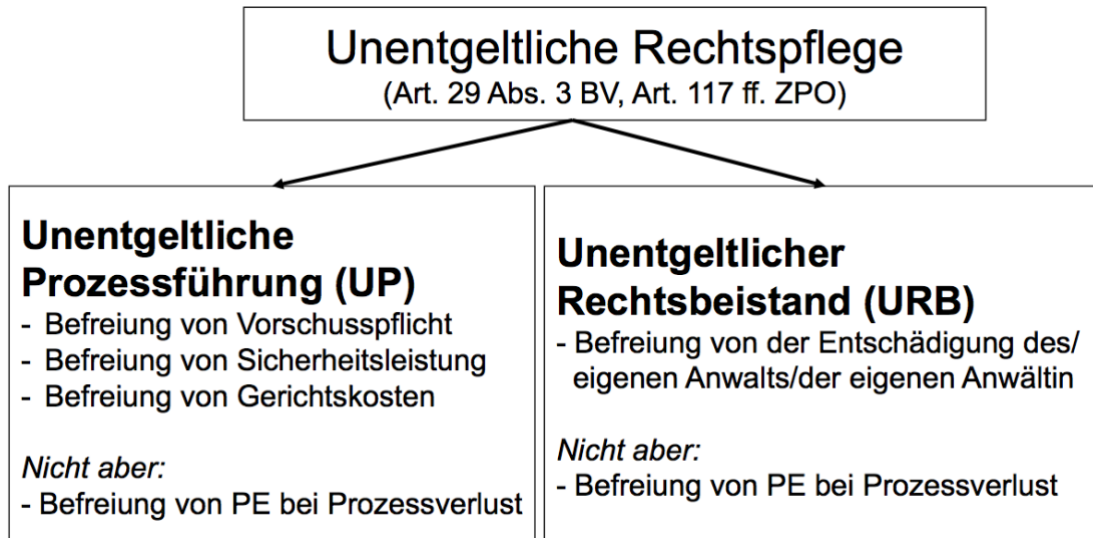 Unentgeltliche Rechtspflege
(Art. 29 Abs. 3 BV, Art. 117 ff. ZPO)
Unentgeltliche
Prozessführung (UP)
- Befreiung von Vorschusspflicht
- Befreiung von Sicherheitsleistung
- Befreiung von Gerichtskosten
Nicht aber:
- Befreiung von PE bei Prozessverlust
Unentgeltlicher
Rechtsbeistand (URB)
- Befreiung von der Entschädigung des/
eigenen Anwalts/der eigenen Anwältin
Nicht aber:
- Befreiung von PE bei Prozessverlust